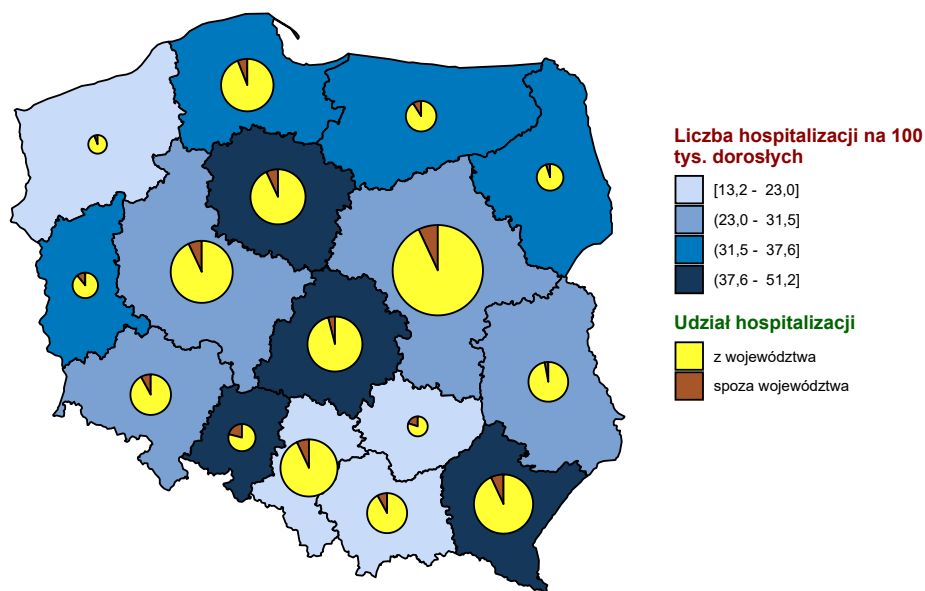 Liczba hospitalizacji na 100
tys. dorosłych
[13,2 - 23,0]
(23,0 - 31,5]
(31,5 - 37,6]
(37,6 - 51,2]
Udział hospitalizacji
z województwa
spoza województwa